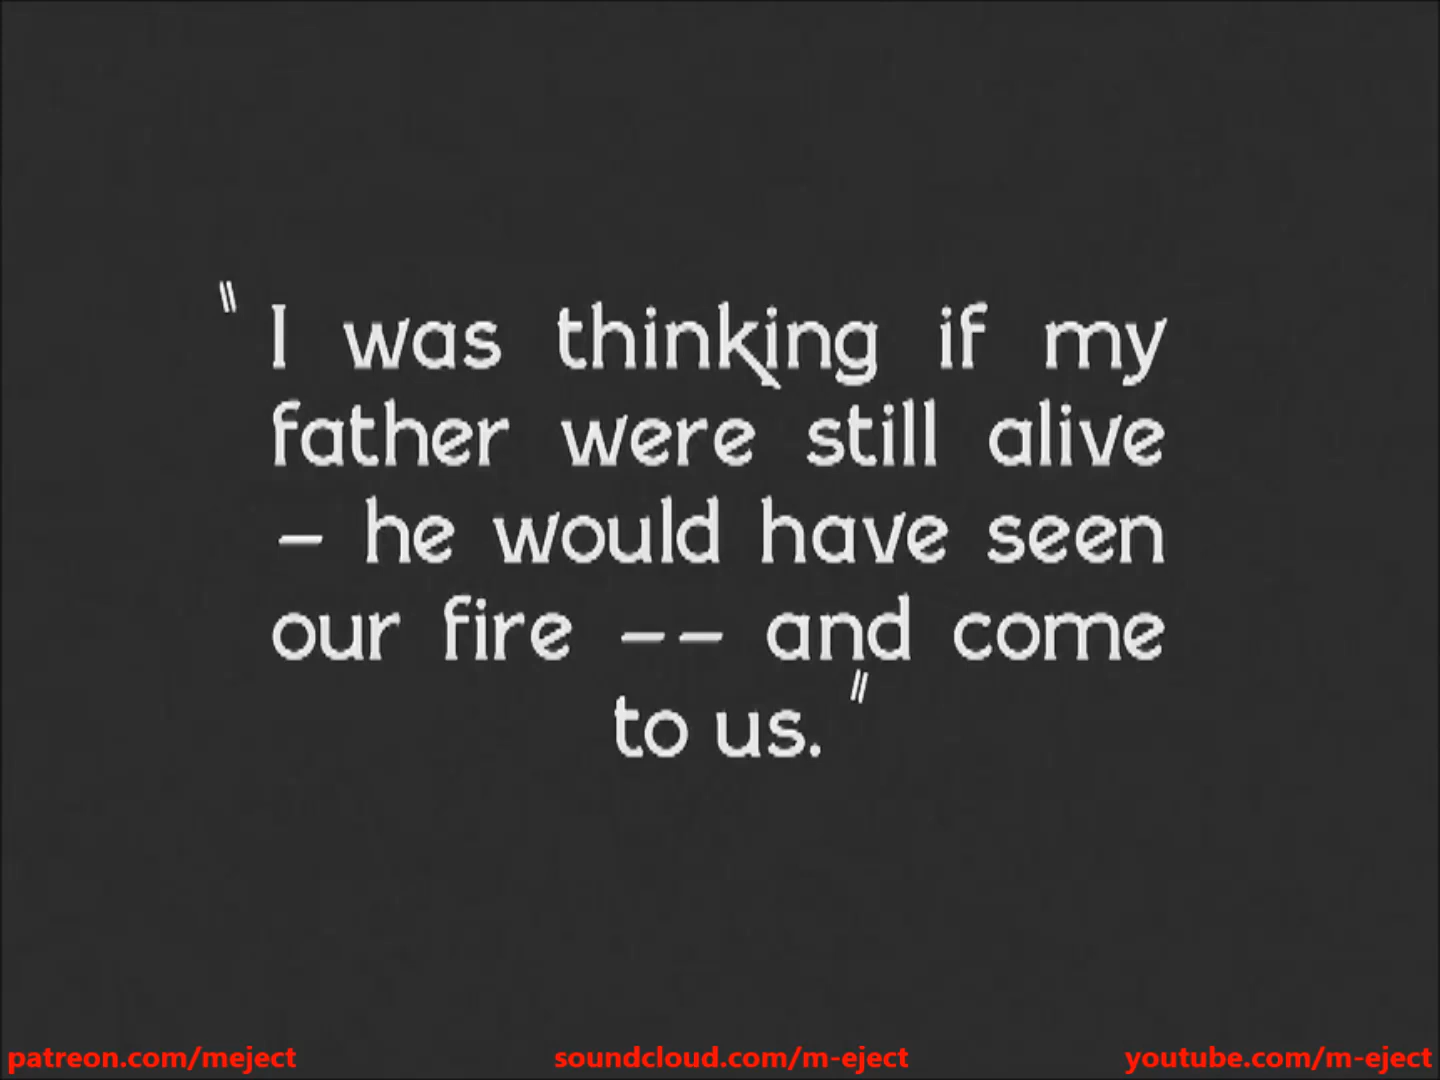 " I was thinking if my
father were still alive
– he would have seen
our fire –– and come
to us. "
patreon.com/meject
soundcloud.com/m-eject
youtube.com/m-eject